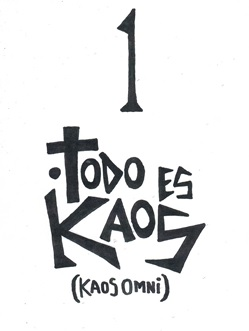 1
TODO ES
KAOS
(KAOS OMNi)